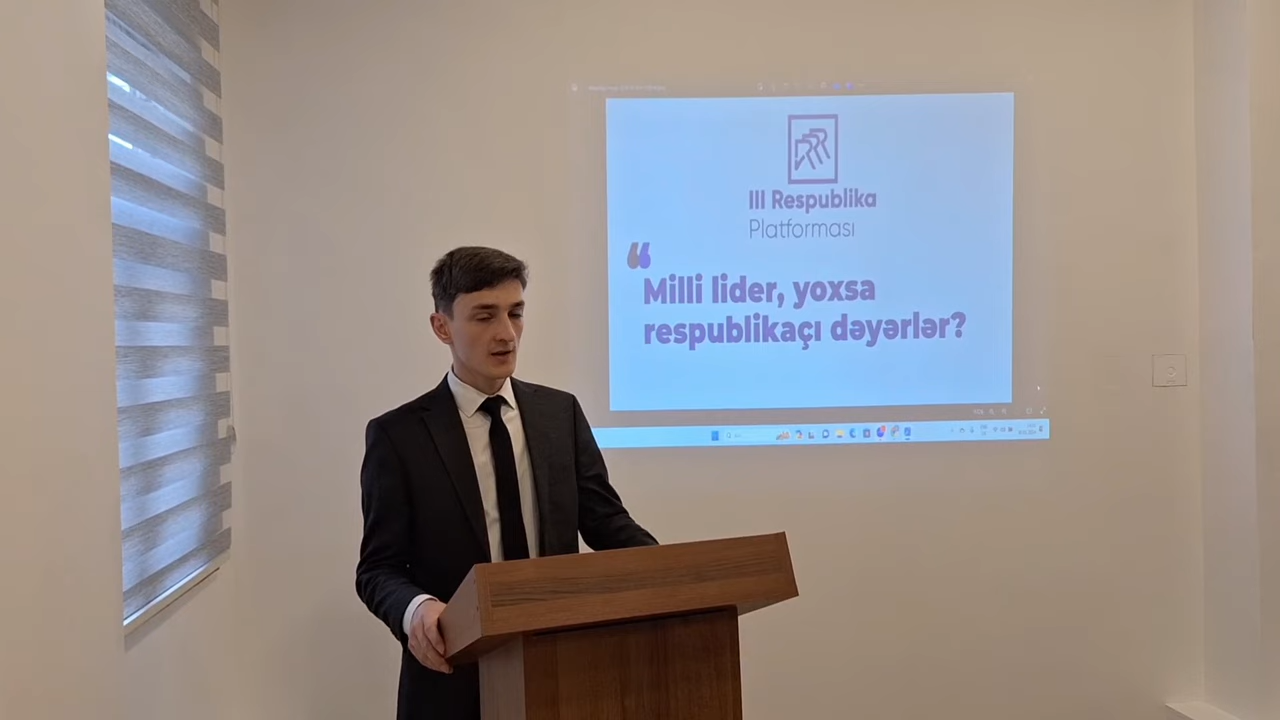 III Respublika
Platforması
“
Milli lider, yoxsa
respublikaçı dəyərlər?